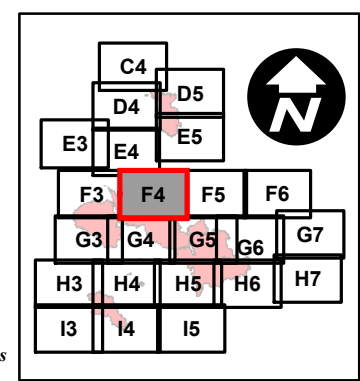 C4
D4 D5
E3 E4 E5
N
F3 F4 F5 F6
G3 G4 G5 G6 G7
H3 H4 H5 H6 H7
I3 I4 I5
s